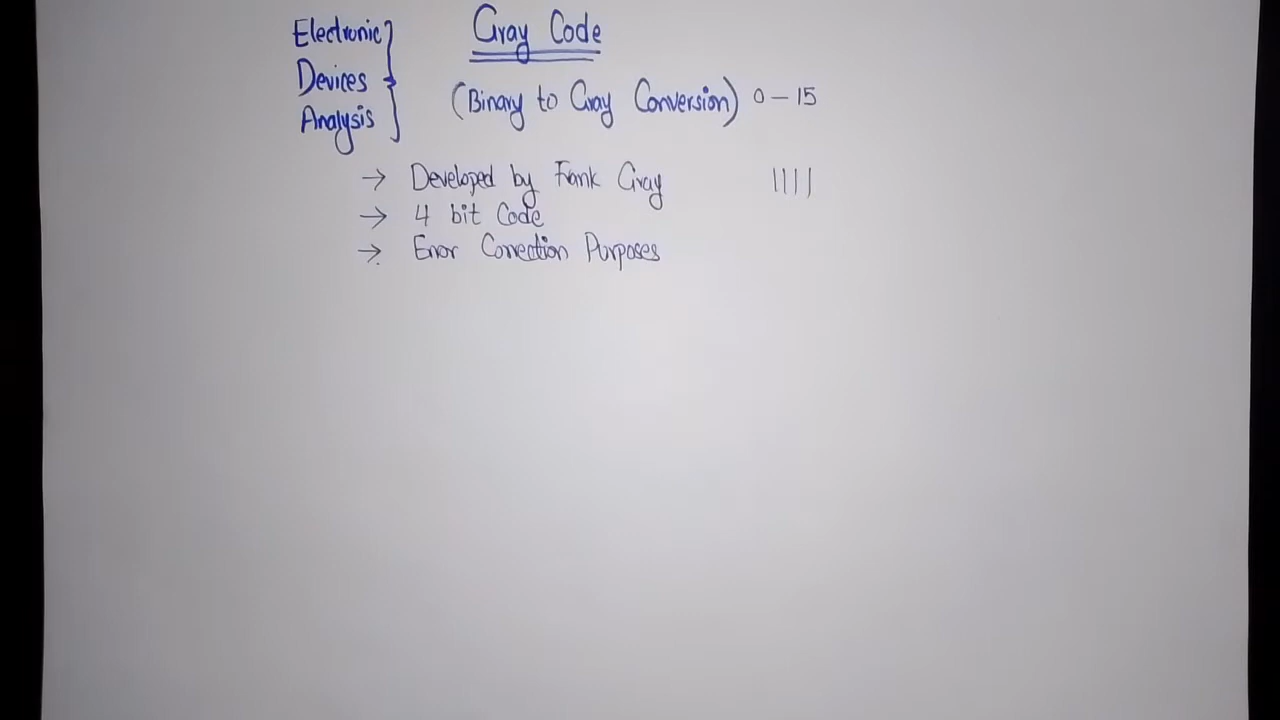 Electronic
Devices
Analysis
Gray Code
(Binary to Gray Conversion) 0 – 15
→ Developed by Frank Gray
1111
→ 4 bit Code
→ Error Correction Purposes